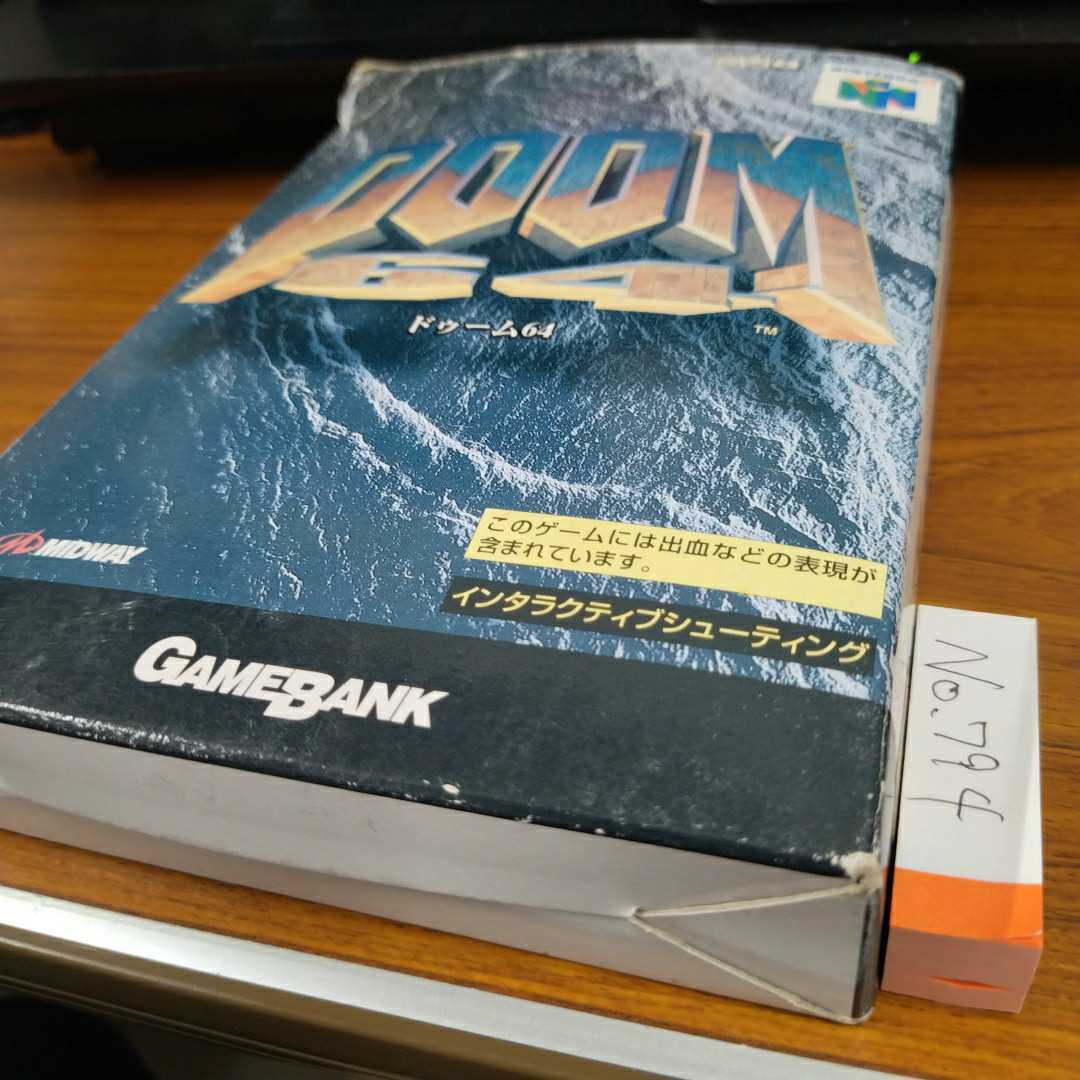 DOOM
64
TM
ドゥーム64
このゲームには出血などの表現が
含まれています。
インタラクティブシューティング
MIDWAY
GAMEBANK
No.794